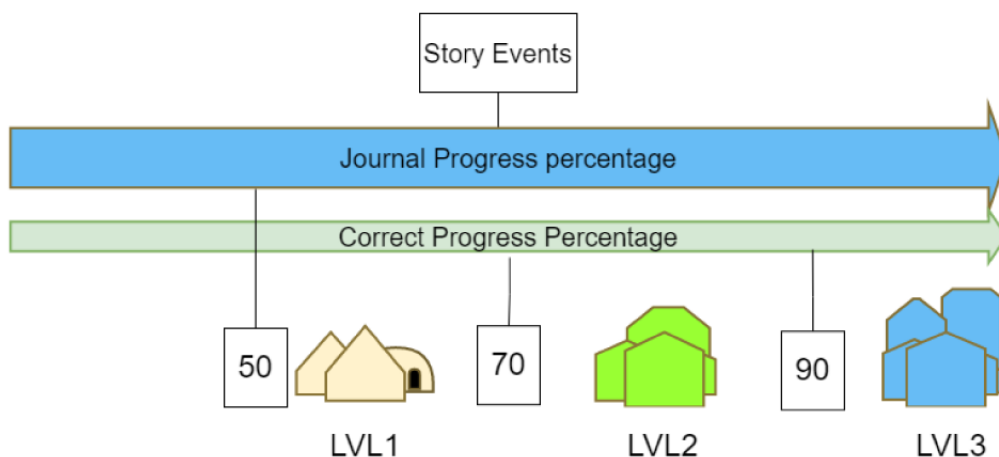 Story Events
Journal Progress percentage
Correct Progress Percentage
50
70
90
LVL1
LVL2
LVL3